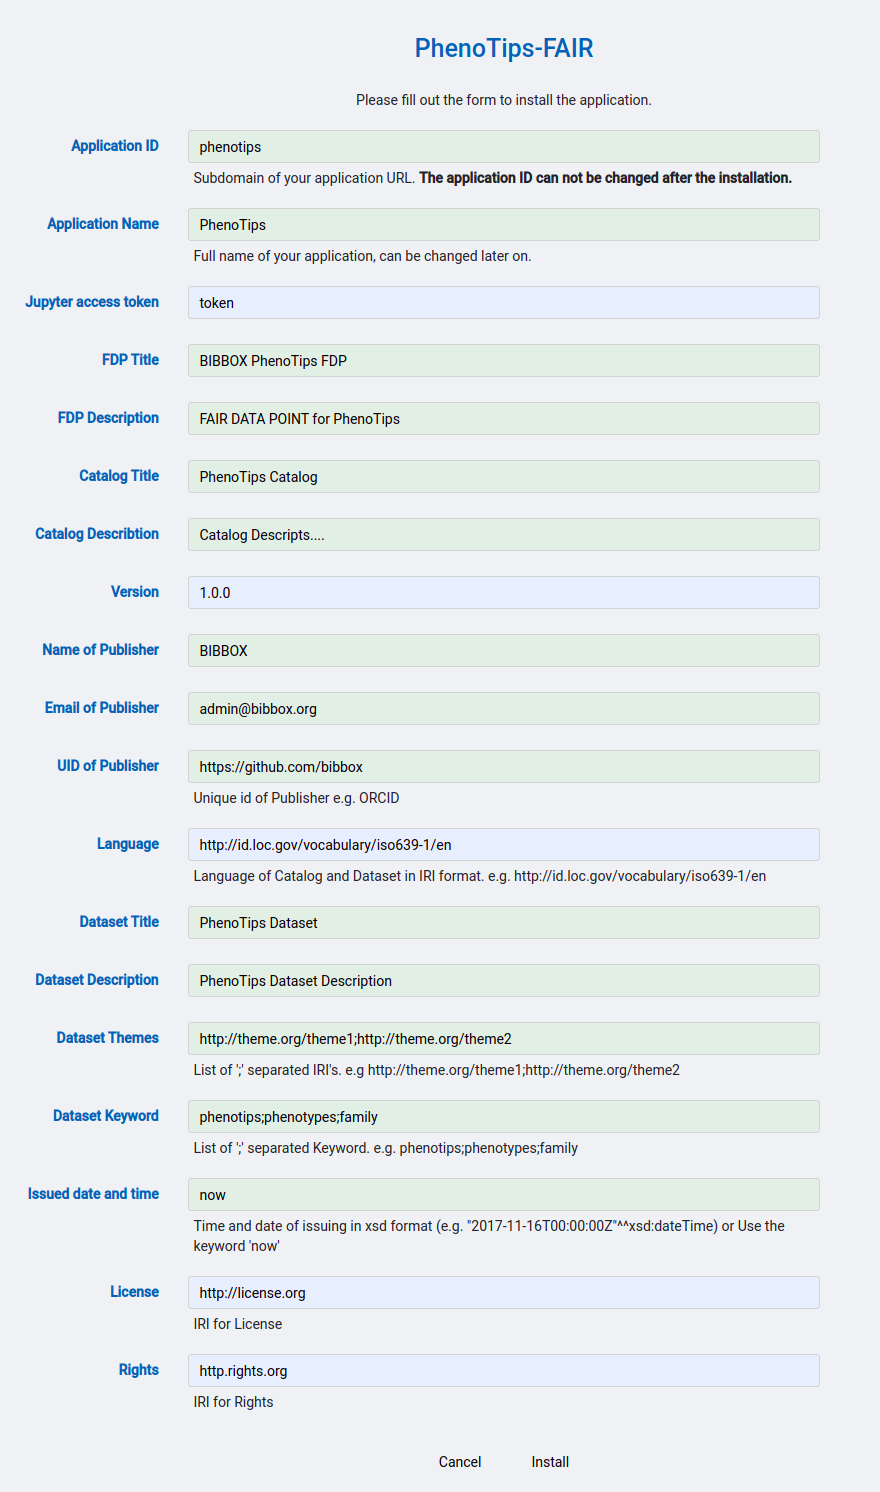 PhenoTips-FAIR
Please fill out the form to install the application.
Application ID
phenotips
Subdomain of your application URL. The application ID can not be changed after the installation.
Application Name
PhenoTips
Full name of your application, can be changed later on.
Jupyter access token
token
FDP Title
BIBBOX PhenoTips FDP
FDP Description
FAIR DATA POINT for PhenoTips
Catalog Title
PhenoTips Catalog
Catalog Describtion
Catalog Descripts....
Version
1.0.0
Name of Publisher
BIBBOX
Email of Publisher
admin@bibbox.org
UID of Publisher
https://github.com/bibbox
Unique id of Publisher e.g. ORCID
Language
http://id.loc.gov/vocabulary/iso639-1/en
Language of Catalog and Dataset in IRI format. e.g. http://id.loc.gov/vocabulary/iso639-1/en
Dataset Title
PhenoTips Dataset
Dataset Description
PhenoTips Dataset Description
Dataset Themes
http://theme.org/theme1;http://theme.org/theme2
List of ';' separated IRI's. e.g http://theme.org/theme1;http://theme.org/theme2
Dataset Keyword
phenotips;phenotypes;family
List of ';' separated Keyword. e.g. phenotips;phenotypes;family
Issued date and time
now
Time and date of issuing in xsd format (e.g. "2017-11-16T00:00:00Z"^^xsd:dateTime) or Use the
keyword 'now'
License
http://license.org
IRI for License
Rights
http.rights.org
IRI for Rights
Cancel
Install